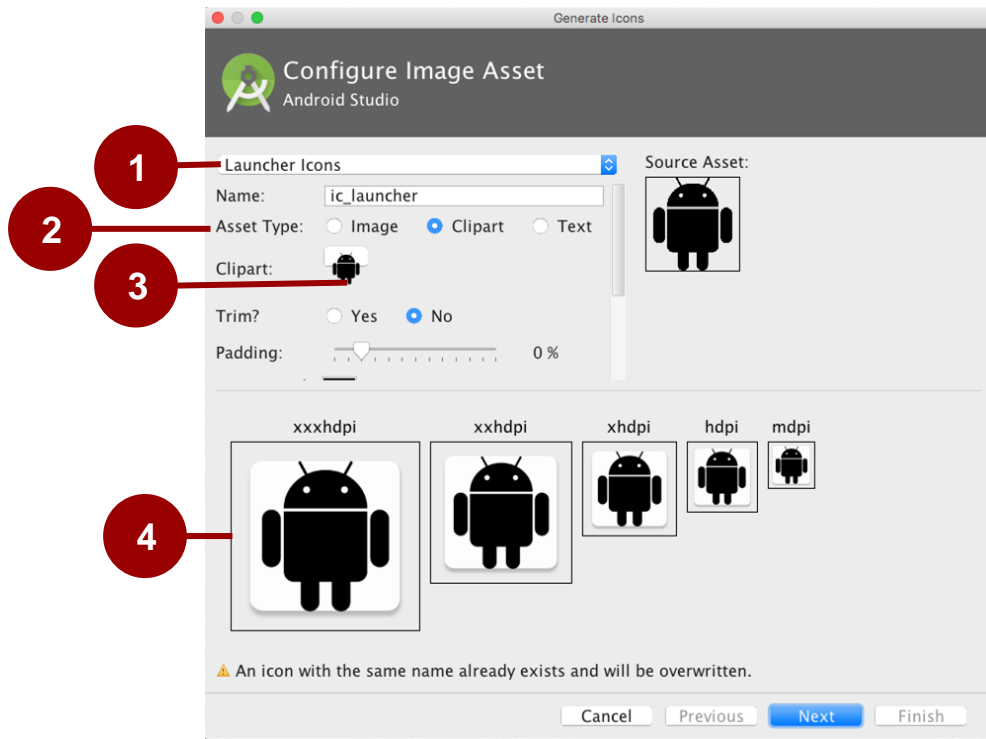 Generate Icons
Configure Image Asset
Android Studio
1
Launcher Icons
Source Asset:
Name: ic_launcher
2
Asset Type: Image Clipart Text
3
Clipart:
Trim? Yes No
Padding: 0 %
xxxhdpi xxhdpi xhdpi hdpi mdpi
4
An icon with the same name already exists and will be overwritten.
Cancel Previous Next Finish